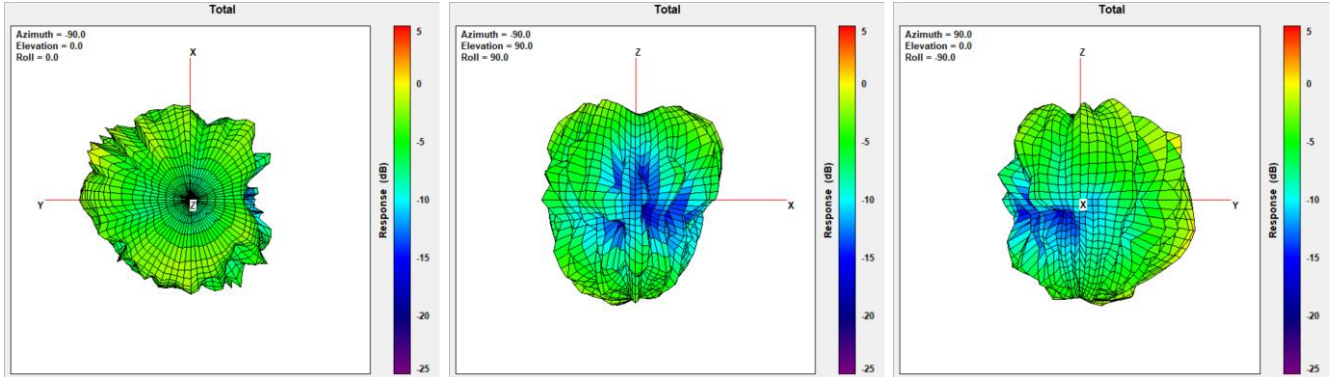 Total
Azimuth = -90.0
Elevation = 0.0
Roll = 0.0
X
Y
Z
5
0
-5
-10
-15
-20
-25
Response (dB)
Total
Azimuth = -90.0
Elevation = 90.0
Roll = 90.0
Z
X
5
0
-5
-10
-15
-20
-25
Response (dB)
Total
Azimuth = 90.0
Elevation = 0.0
Roll = -90.0
Z
X
Y
5
0
-5
-10
-15
-20
-25
Response (dB)